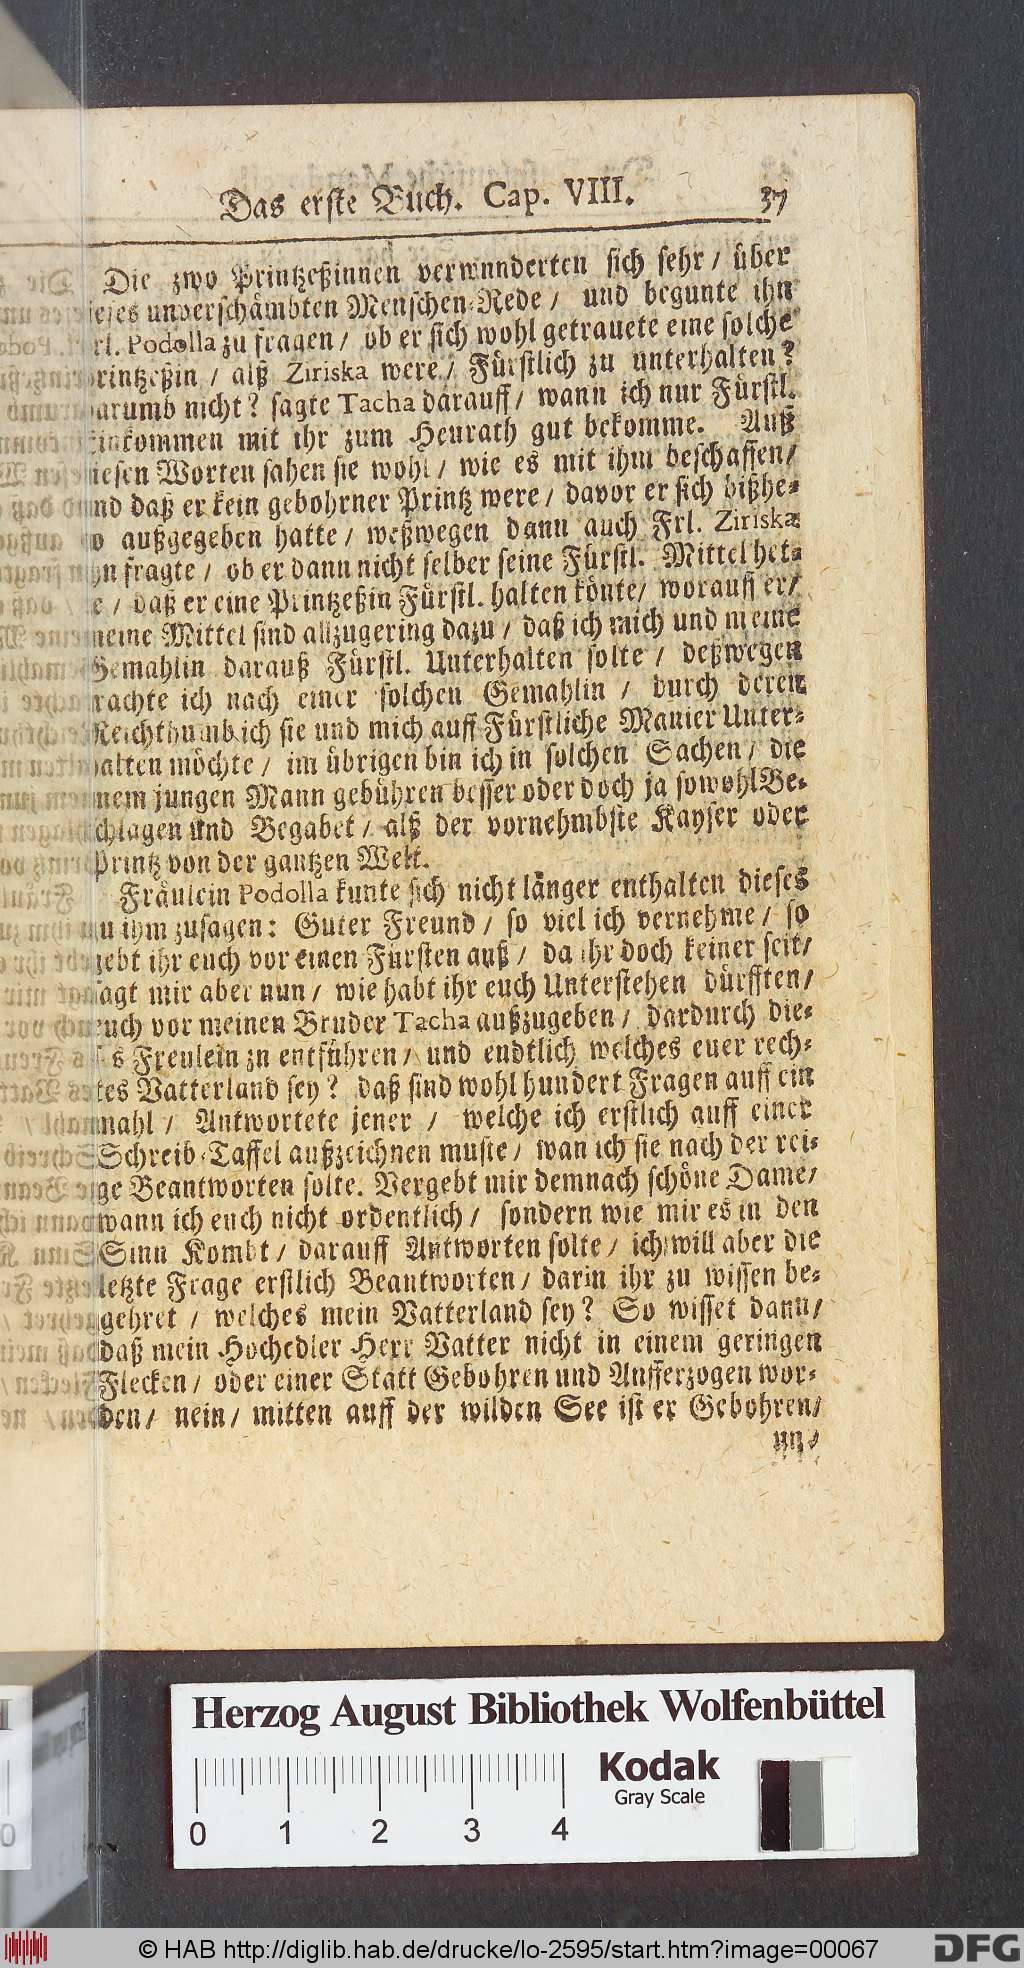 Das erste Buch. Cap. VIII. 37
Die zwo Printzeßinnen verwunderten sich sehr / über
dieses unverschämbten Menschen-Rede / und begunte ihn
Frl. Podolla zu fragen / ob er sich wohl getrauete eine solche
Printzeßin / alß Ziriska were / Fürstlich zu unterhalten?
Warumb nicht? sagte Tacha darauff / wann ich nur Fürstl.
Einkommen mit ihr zum Heurath gut bekomme. Auß
diesen Worten sahen sie wohl / wie es mit ihm beschaffen /
und daß er kein gebohrner Printz were / davor er sich bißhe-
ro außgegeben hatte / weßwegen dann auch Frl. Ziriska
ihn fragte / ob er dann nicht selber seine Fürstl. Mittel het-
te / daß er eine Printzeßin Fürstl. halten könte / worauff er /
meine Mittel sind allzugering dazu / daß ich mich und meine
Gemahlin darauß Fürstl. Unterhalten solte / deßwegen
trachte ich nach einer solchen Gemahlin / durch deren
Reichthumb ich sie und mich auff Fürstliche Manier Unter-
halten möchte / im übrigen bin ich in solchen Sachen / die
einem jungen Mann gebühren besser oder doch ja sowohl Be-
schlagen und Begabet / alß der vornehmbste Kayser oder
Printz von der gantzen Welt.
Fräulein Podolla kunte sich nicht länger enthalten dieses
zu ihm zusagen: Guter Freund / so viel ich vernehme / so
gebt ihr euch vor einen Fürsten auß / da ihr doch keiner seit /
sagt mir aber nun / wie habt ihr euch Unterstehen dürfften /
euch vor meinen Bruder Tacha außzugeben / dardurch die-
ses Freulein zu entführen / und endtlich welches euer rech-
tes Vatterland sey? daß sind wohl hundert Fragen auff ein
mahl / Antwortete jener / welche ich erstlich auff einer
Schreib-Taffel außzeichnen muste / wan ich sie nach der rei-
ge Beantworten solte. Vergebt mir demnach schöne Dame /
wann ich euch nicht ordentlich / sondern wie mir es in den
Sinn Kombt / darauff Antworten solte / ich will aber die
letzte Frage erstlich Beantworten / darin ihr zu wissen be-
gehret / welches mein Vatterland sey? So wisset dann /
daß mein Hochedler Herr Vatter nicht in einem geringen
Flecken / oder einer Statt Gebohren und Aufferzogen wor-
den / nein / mitten auff der wilden See ist er Gebohren /
un /
Herzog August Bibliothek Wolfenbüttel
Kodak
Gray Scale
0 1 2 3 4
© HAB http://diglib.hab.de/drucke/lo-2595/start.htm?image=00067
DFG